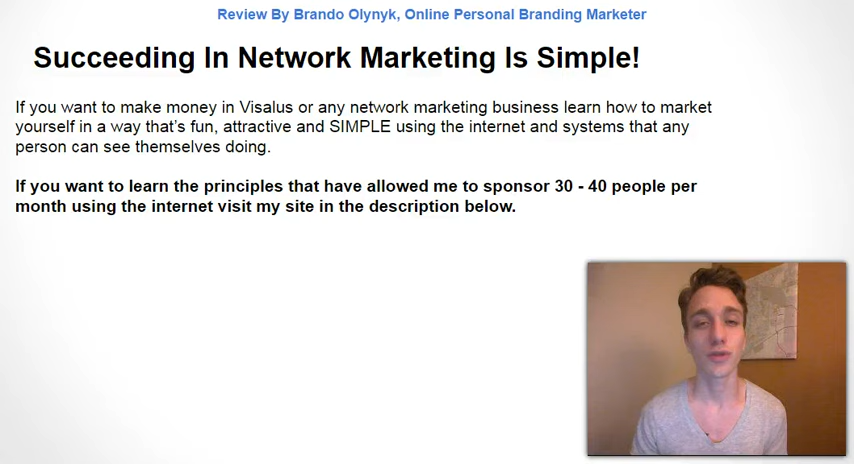 Review By Brando Olynyk, Online Personal Branding Marketer
Succeeding In Network Marketing Is Simple!
If you want to make money in Visalus or any network marketing business learn how to market
yourself in a way that's fun, attractive and SIMPLE using the internet and systems that any
person can see themselves doing.
If you want to learn the principles that have allowed me to sponsor 30 - 40 people per
month using the internet visit my site in the description below.